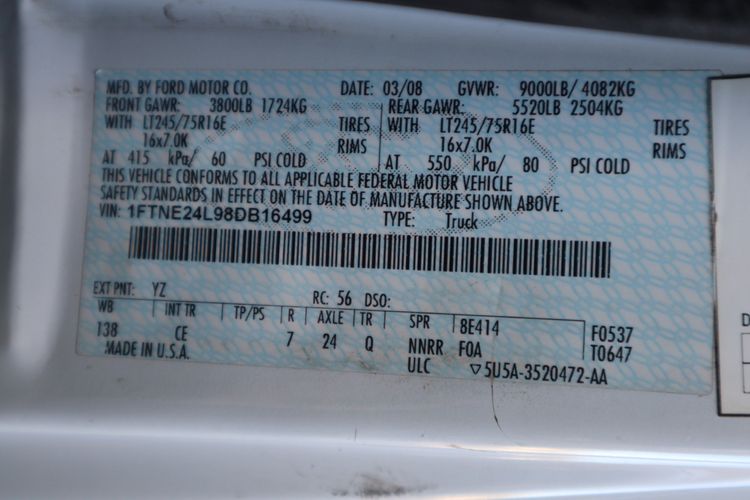 MFD. BY FORD MOTOR CO. DATE: 03/08 GVWR: 9000LB/ 4082KG
FRONT GAWR: 3800LB 1724KG REAR GAWR: 5520LB 2504KG
WITH LT245/75R16E TIRES WITH LT245/75R16E TIRES
16x7.0K RIMS 16x7.0K RIMS
AT 415 kPa/ 60 PSI COLD AT 550 kPa/ 80 PSI COLD
THIS VEHICLE CONFORMS TO ALL APPLICABLE FEDERAL MOTOR VEHICLE
SAFETY STANDARDS IN EFFECT ON THE DATE OF MANUFACTURE SHOWN ABOVE.
VIN: 1FTNE24L98DB16499 TYPE: Truck
EXT PNT: YZ RC: 56 DSO:
WB INT TR TP/PS R AXLE TR SPR 8E414 F0537
138 CE 7 24 Q NNRR F0A T0647
MADE IN U.S.A. ULC ▽5U5A-3520472-AA